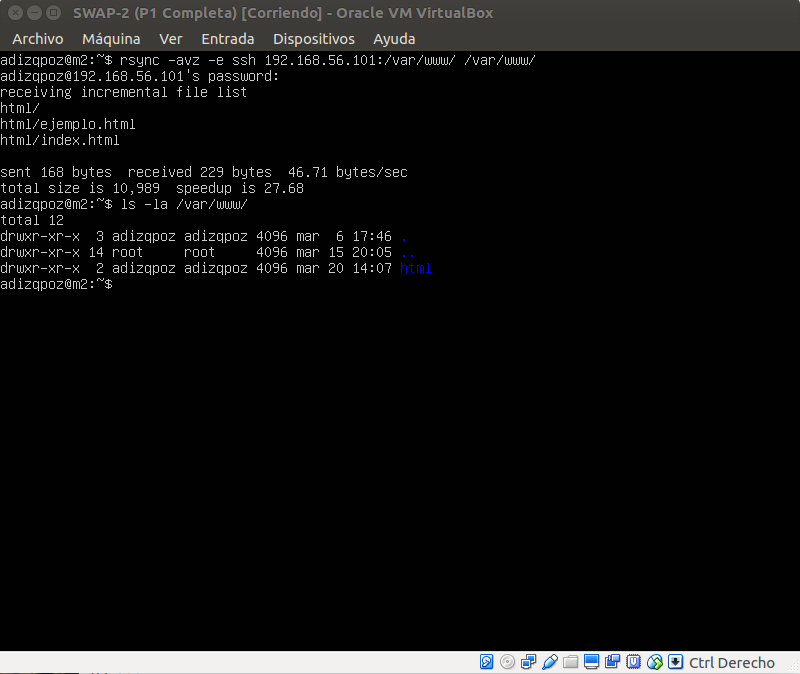 SWAP-2 (P1 Completa) [Corriendo] - Oracle VM VirtualBox
Archivo Máquina Ver Entrada Dispositivos Ayuda
adizqpoz@m2:~$ rsync -avz -e ssh 192.168.56.101:/var/www/ /var/www/
adizqpoz@192.168.56.101's password:
receiving incremental file list
html/
html/ejemplo.html
html/index.html
sent 168 bytes  received 229 bytes  46.71 bytes/sec
total size is 10,989  speedup is 27.68
adizqpoz@m2:~$ ls -la /var/www/
total 12
drwxr-xr-x  3 adizqpoz adizqpoz 4096 mar  6 17:46 .
drwxr-xr-x 14 root     root     4096 mar 15 20:05 ..
drwxr-xr-x  2 adizqpoz adizqpoz 4096 mar 20 14:07 html
adizqpoz@m2:~$
Ctrl Derecho